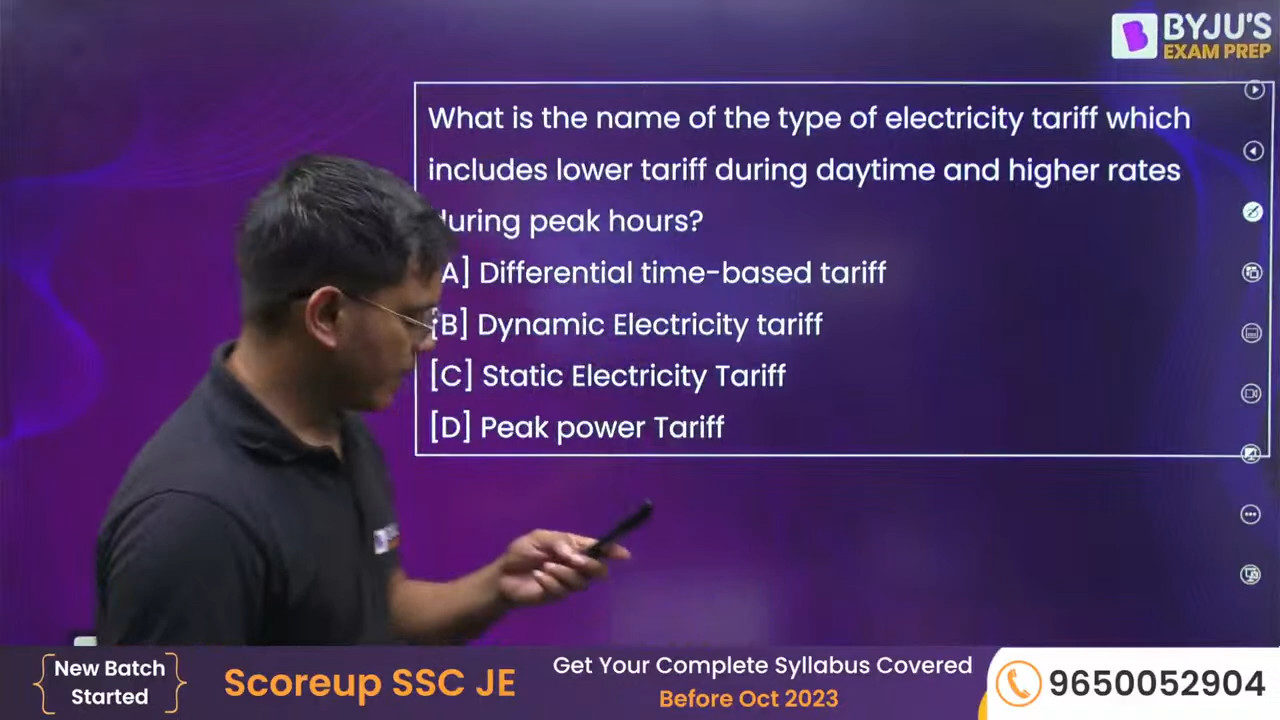 BYJU'S
EXAM PREP
What is the name of the type of electricity tariff which
includes lower tariff during daytime and higher rates
during peak hours?
A] Differential time-based tariff
[B] Dynamic Electricity tariff
[C] Static Electricity Tariff
[D] Peak power Tariff
New Batch
Started
Scoreup SSC JE
Get Your Complete Syllabus Covered
Before Oct 2023
9650052904